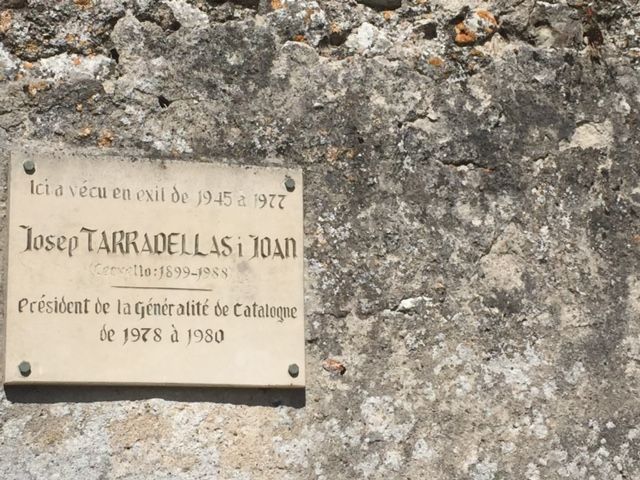 Ici a vécu en exil de 1945 à 1977
Josep TARRADELLAS i JOAN
(Cervello: 1899-1988)
Président de la Généralité de Catalogne
de 1978 à 1980